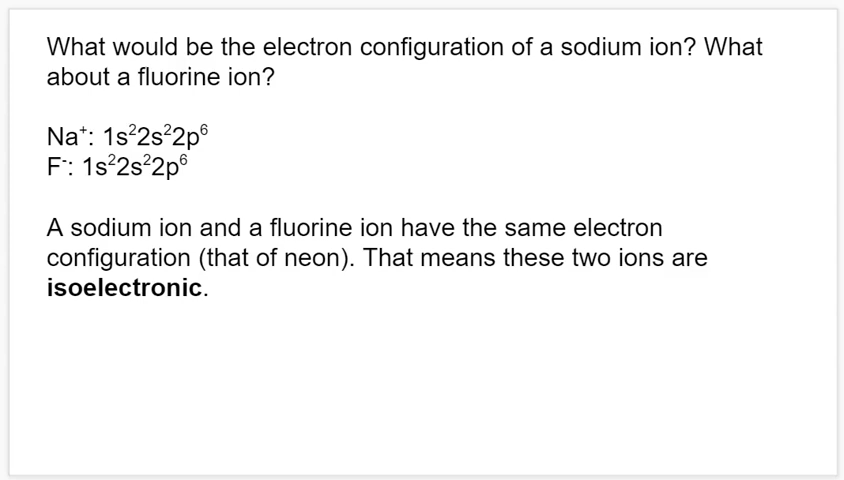 What would be the electron configuration of a sodium ion? What
about a fluorine ion?
Na⁺: 1s²2s²2p⁶
F⁻: 1s²2s²2p⁶
A sodium ion and a fluorine ion have the same electron
configuration (that of neon). That means these two ions are
isoelectronic.